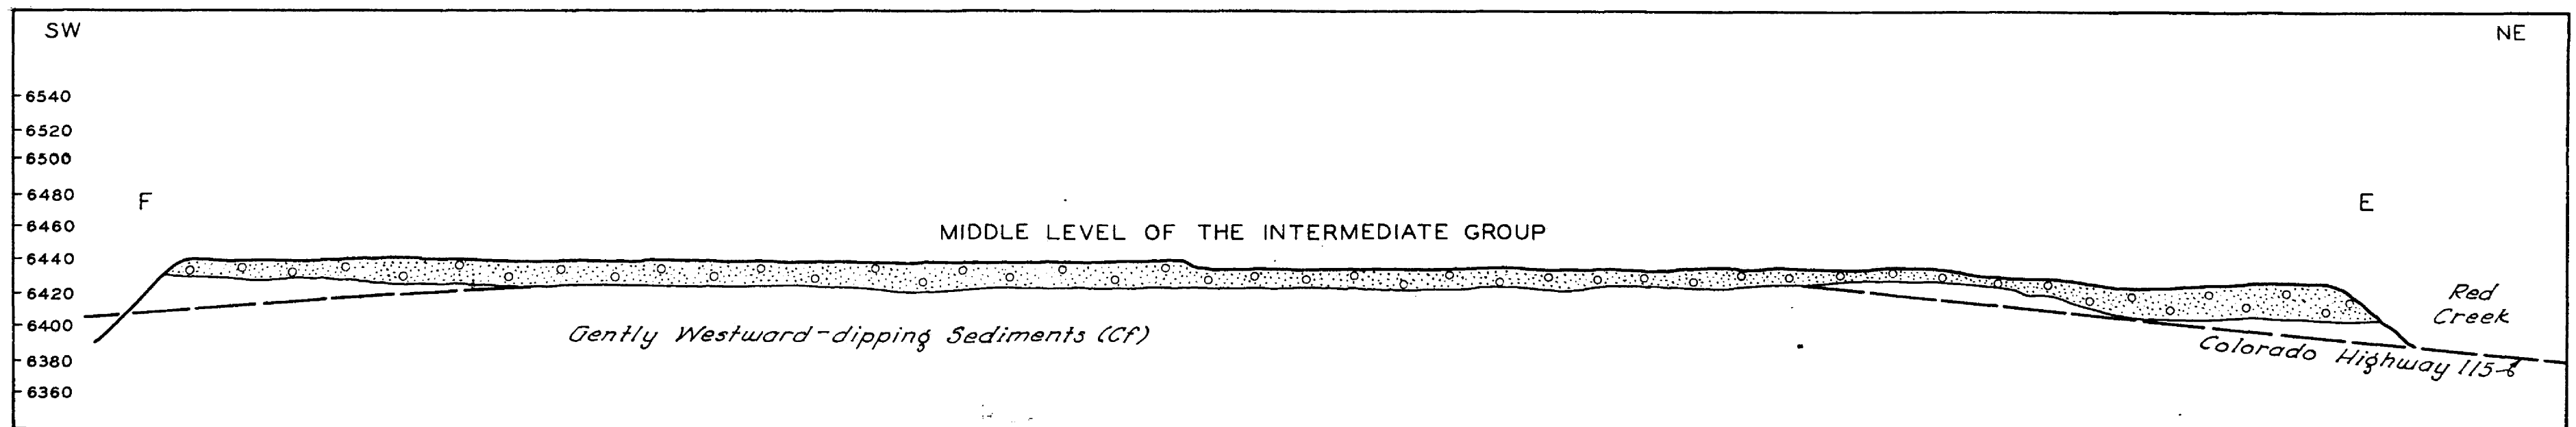 SW
NE
6540
6520
6500
6480
6460
6440
6420
6400
6380
6360
F
E
MIDDLE LEVEL OF THE INTERMEDIATE GROUP
Gently Westward-dipping Sediments (Cf)
Red
Creek
Colorado Highway 115